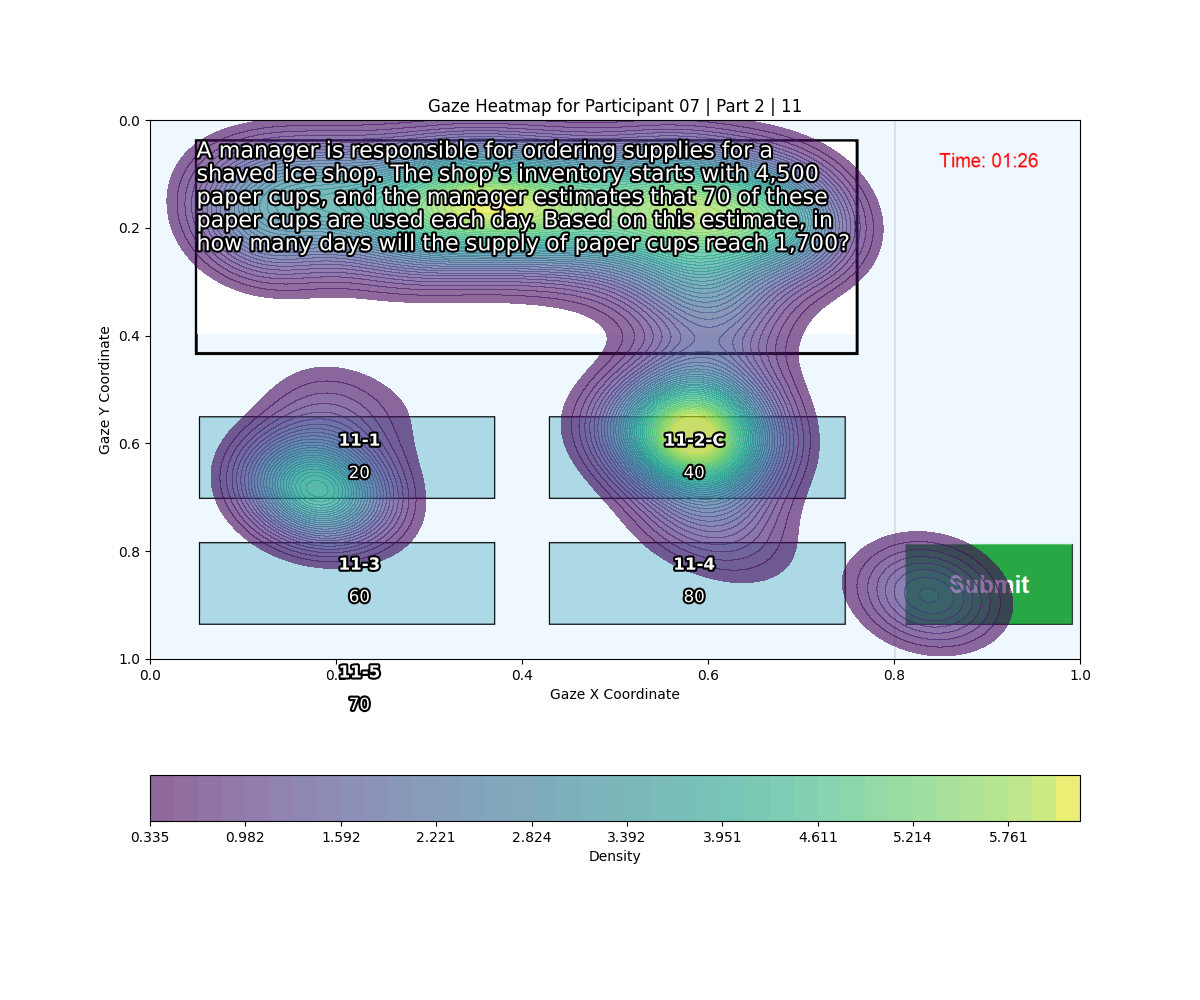 Gaze Heatmap for Participant 07 | Part 2 | 11
0.0
0.2
0.4
0.6
0.8
1.0
Gaze Y Coordinate
A manager is responsible for ordering supplies for a
shaved ice shop. The shop’s inventory starts with 4,500
paper cups, and the manager estimates that 70 of these
paper cups are used each day. Based on this estimate, in
how many days will the supply of paper cups reach 1,700?
Time: 01:26
11-1
20
11-2-C
40
11-3
60
11-4
80
Submit
11-5
70
0.0 0.2 0.4 0.6 0.8 1.0
Gaze X Coordinate
0.335 0.982 1.592 2.221 2.824 3.392 3.951 4.611 5.214 5.761
Density